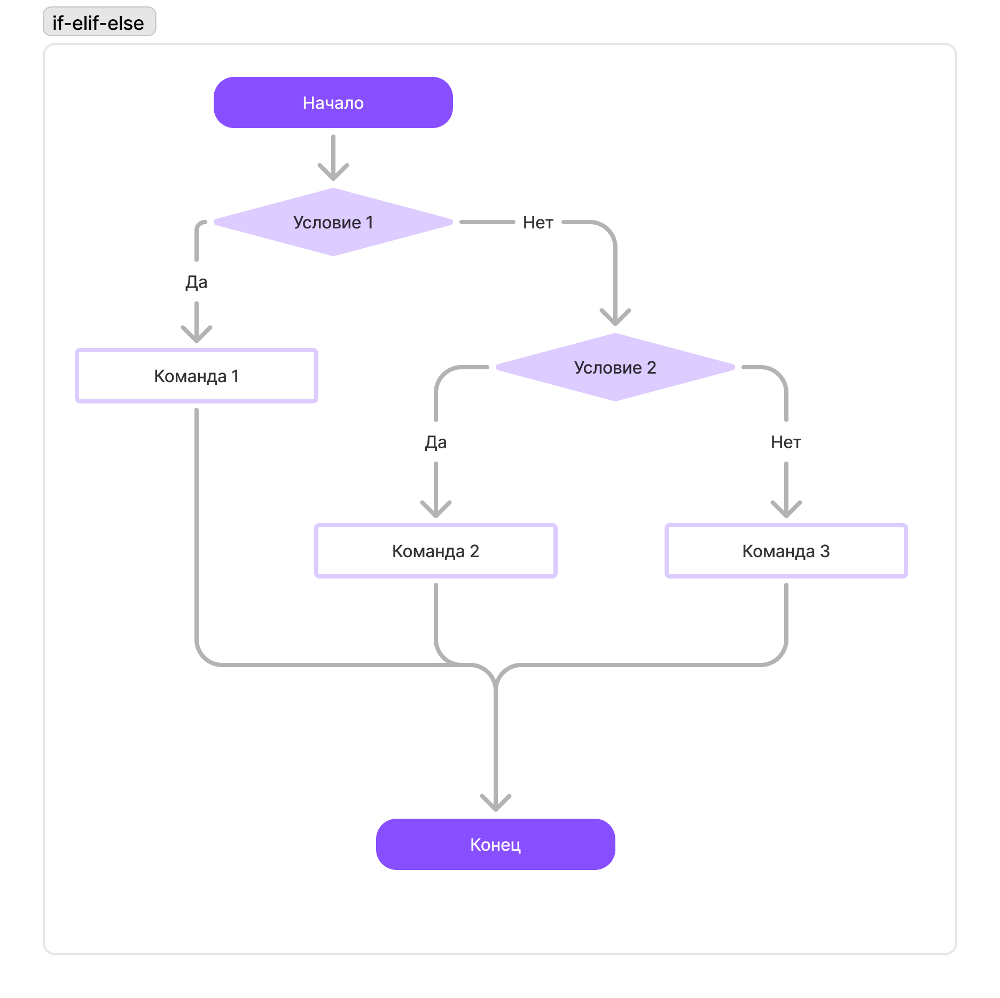 if-elif-else
Начало
Условие 1
Нет
Да
Условие 2
Команда 1
Да
Нет
Команда 2
Команда 3
Конец